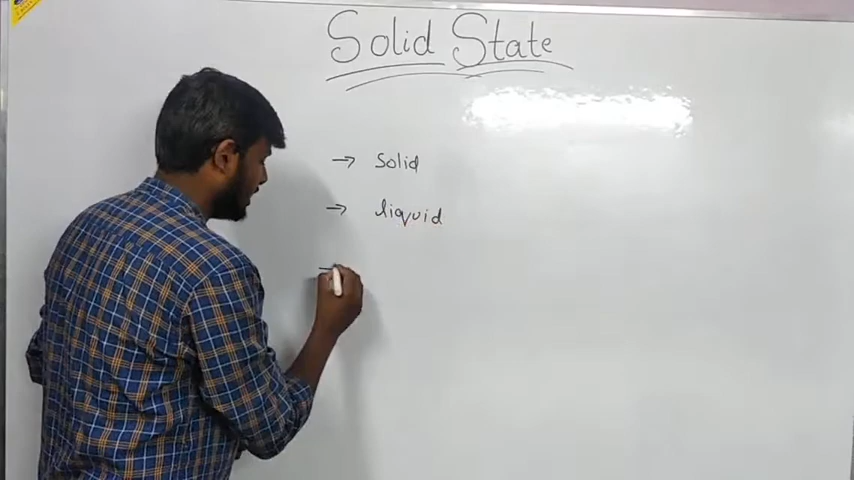 Solid State
→ Solid
→ liquid